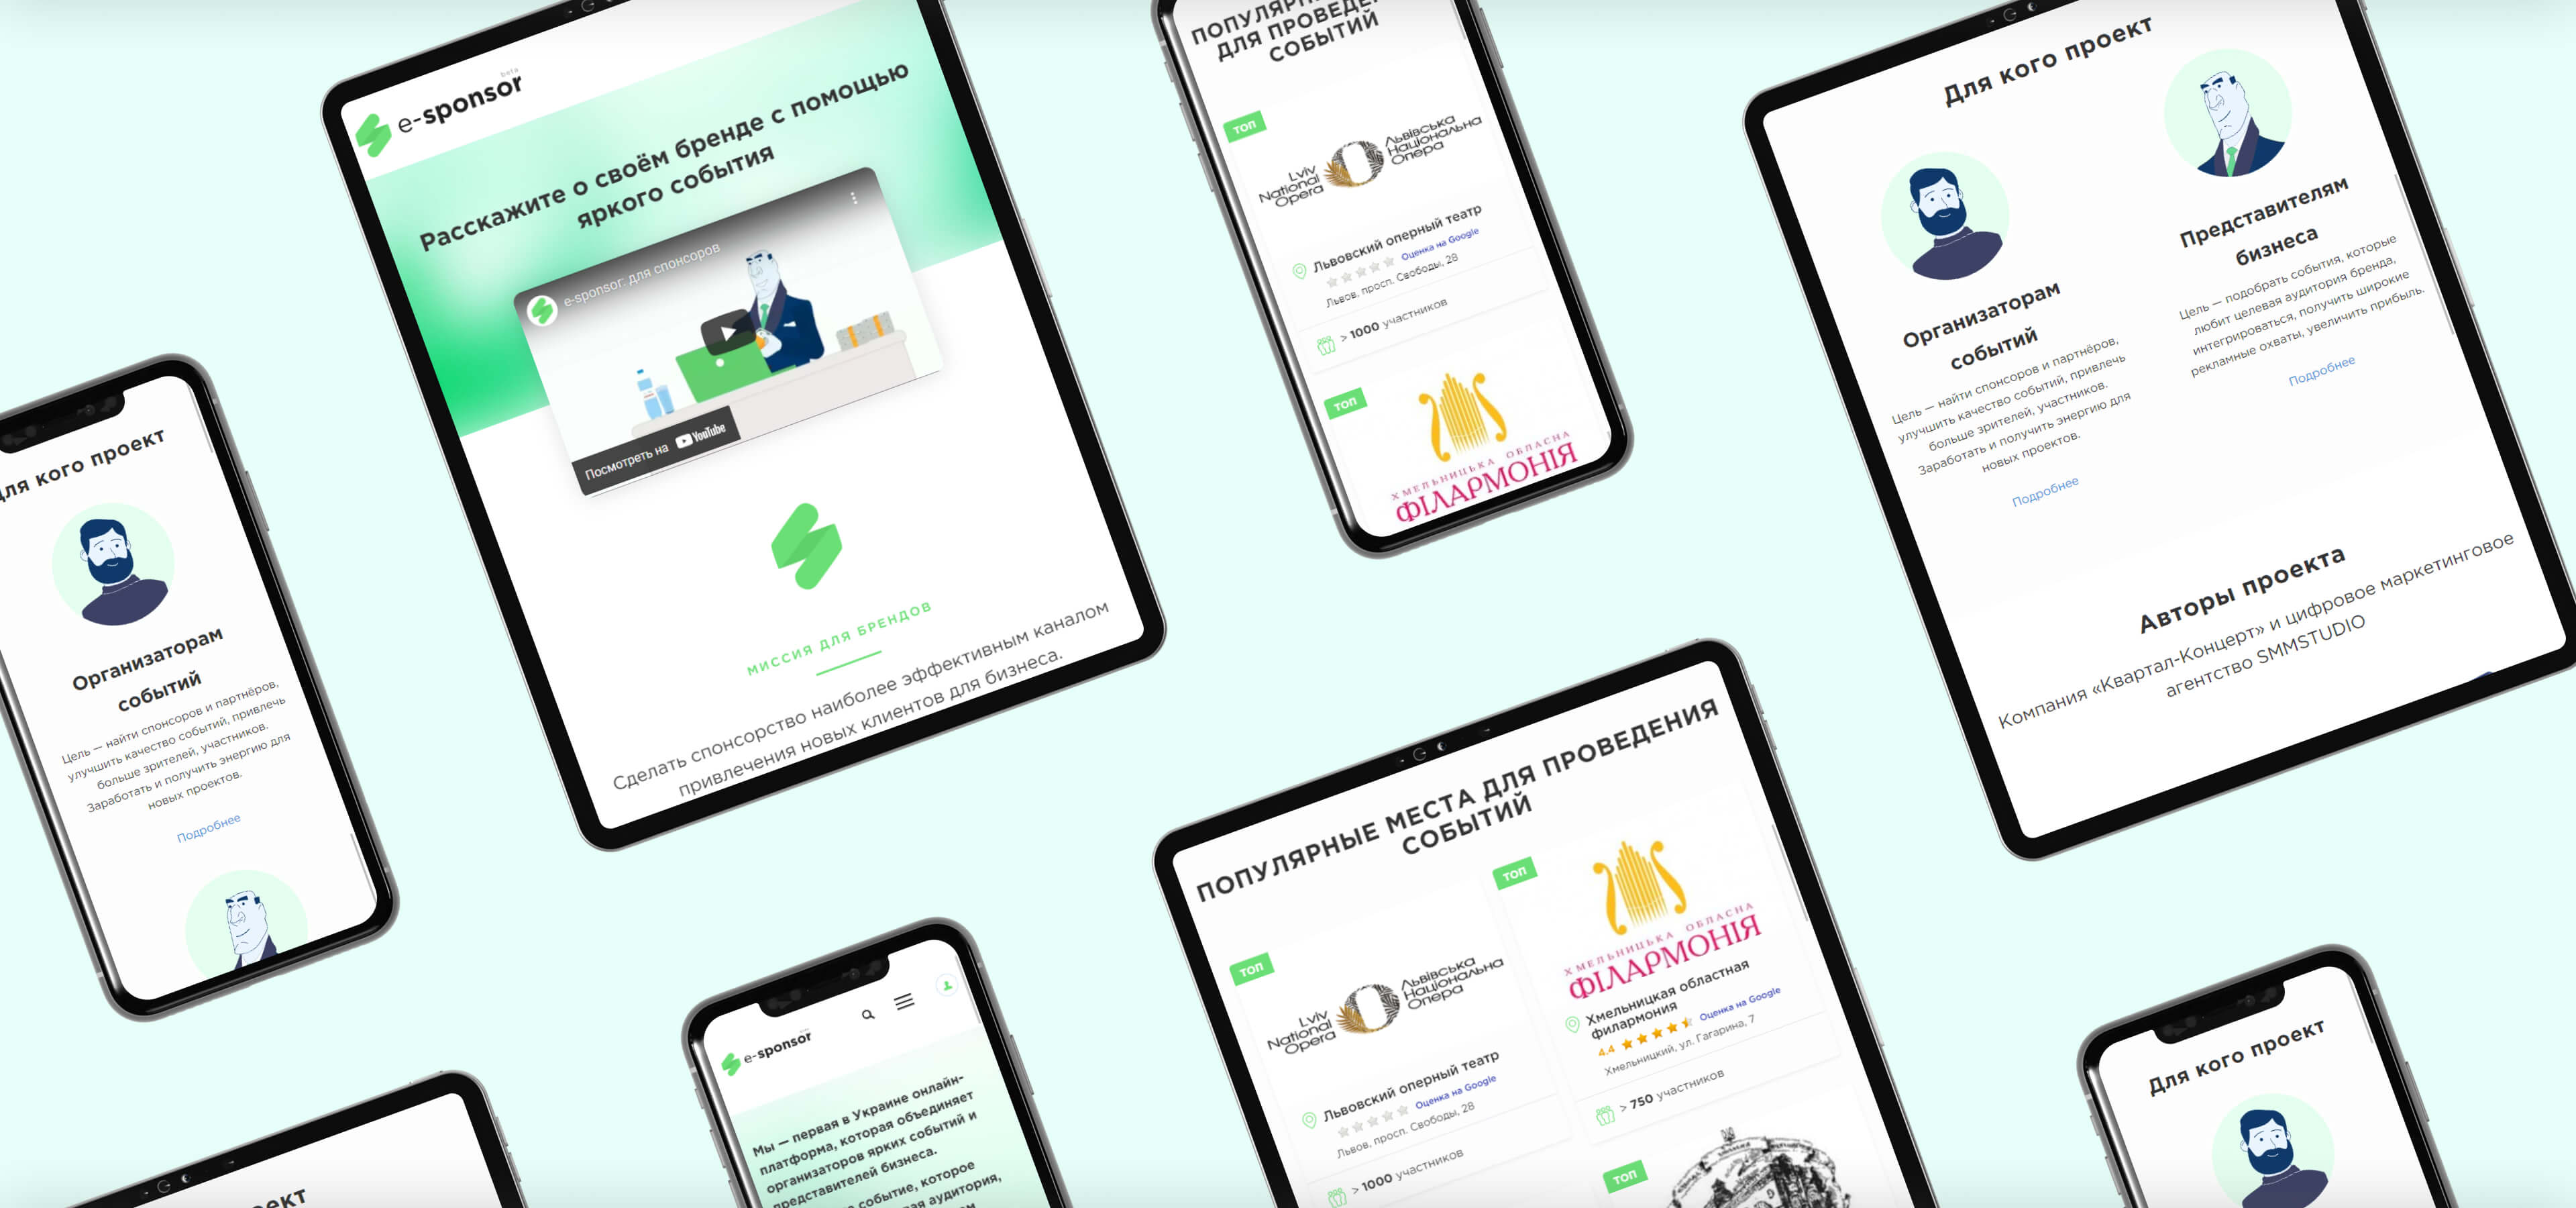 Для кого проект
Организаторам
событий
Цель — найти спонсоров и партнёров,
улучшить качество событий, привлечь
больше зрителей, участников.
Заработать и получить энергию для
новых проектов.
Подробнее
beta
e-sponsor
Расскажите о своём бренде с помощью
яркого события
e-sponsor: для спонсоров
Посмотреть на YouTube
МИССИЯ ДЛЯ БРЕНДОВ
Сделать спонсорство наиболее эффективным каналом
привлечения новых клиентов для бизнеса.
ДЛЯ ПРОВЕДЕ
СОБЫТИЙ
ТОП
Lviv
National
Opera
Львівська
Національна
Опера
Львовский оперный театр
Оценка на Google
Львов, просп. Свободы, 28
> 1000 участников
ТОП
ХМЕЛЬНИЦЬКА ОБЛАСНА
ФІЛАРМОНІЯ
Для кого проект
Организаторам
событий
Цель — найти спонсоров и партнёров,
улучшить качество событий, привлечь
больше зрителей, участников.
Заработать и получить энергию для
новых проектов.
Подробнее
Представителям
бизнеса
Цель — подобрать события, которые
любит целевая аудитория бренда,
интегрироваться, получить широкие
рекламные охваты, увеличить прибыль.
Подробнее
Авторы проекта
Компания «Квартал-Концерт» и цифровое маркетинговое
агентство SMMSTUDIO
e-sponsor
Мы — первая в Украине онлайн-
платформа, которая объединяет
организаторов ярких событий и
представителей бизнеса.
событие, которое
аудитория,
ПОПУЛЯРНЫЕ МЕСТА ДЛЯ ПРОВЕДЕНИЯ
СОБЫТИЙ
ТОП
Lviv
National
Opera
Львівська
Національна
Опера
Львовский оперный театр
Оценка на Google
Львов, просп. Свободы, 28
> 1000 участников
ТОП
ХМЕЛЬНИЦЬКА ОБЛАСНА
ФІЛАРМОНІЯ
Хмельницкая областная
филармония
4.4 Оценка на Google
Хмельницкий, ул. Гагарина, 7
> 750 участников
ТОП
Для кого проект